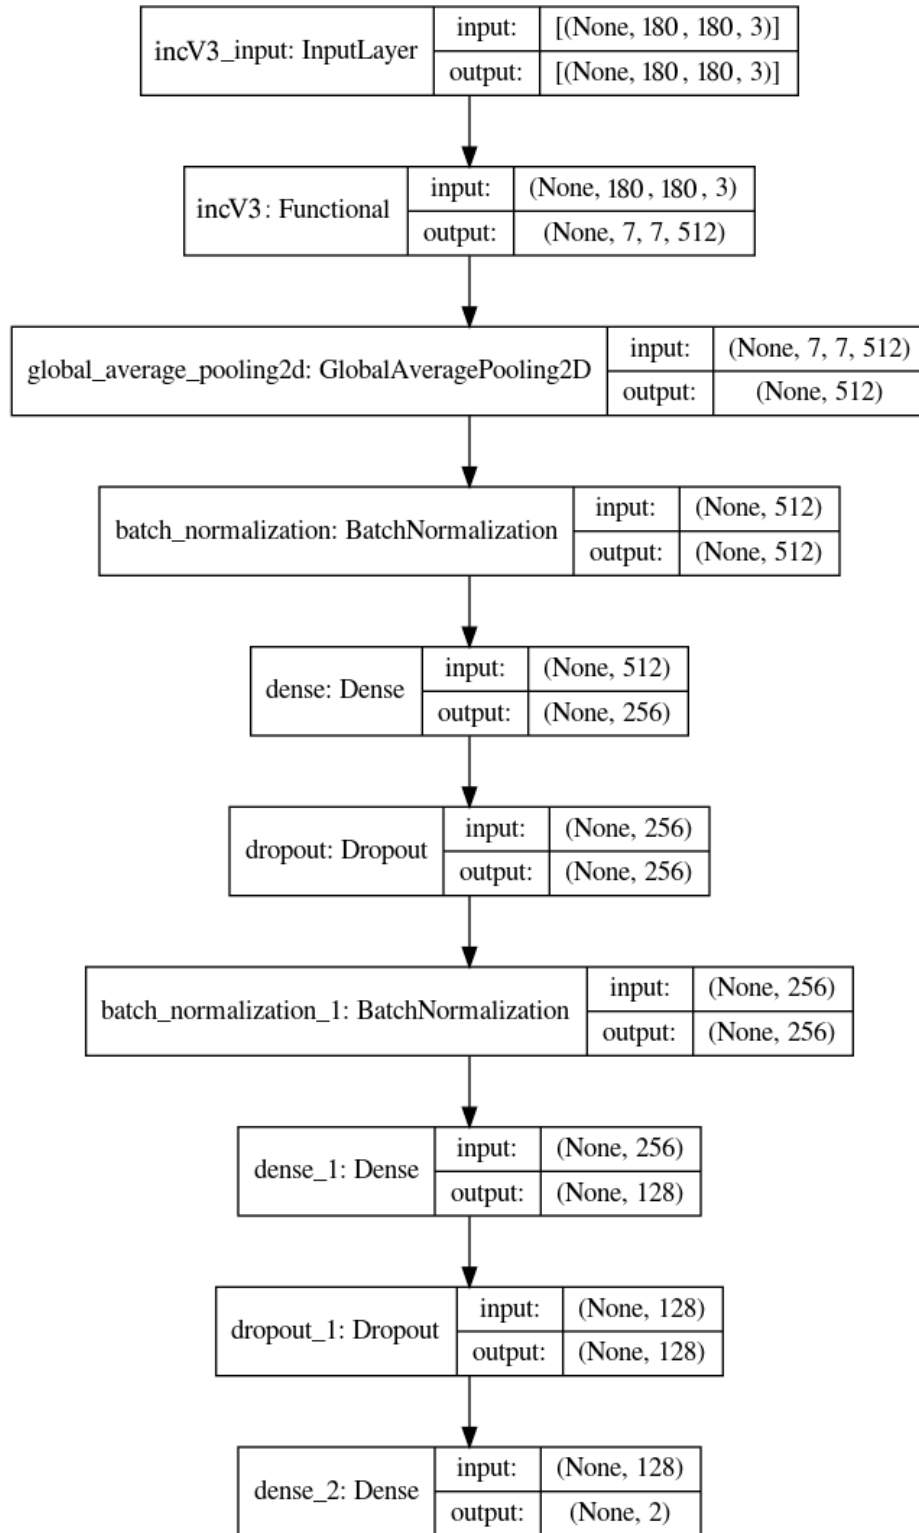 incV3_input: InputLayer
input: [(None, 180, 180, 3)]
output: [(None, 180, 180, 3)]
incV3: Functional
input: (None, 180, 180, 3)
output: (None, 7, 7, 512)
global_average_pooling2d: GlobalAveragePooling2D
input: (None, 7, 7, 512)
output: (None, 512)
batch_normalization: BatchNormalization
input: (None, 512)
output: (None, 512)
dense: Dense
input: (None, 512)
output: (None, 256)
dropout: Dropout
input: (None, 256)
output: (None, 256)
batch_normalization_1: BatchNormalization
input: (None, 256)
output: (None, 256)
dense_1: Dense
input: (None, 256)
output: (None, 128)
dropout_1: Dropout
input: (None, 128)
output: (None, 128)
dense_2: Dense
input: (None, 128)
output: (None, 2)